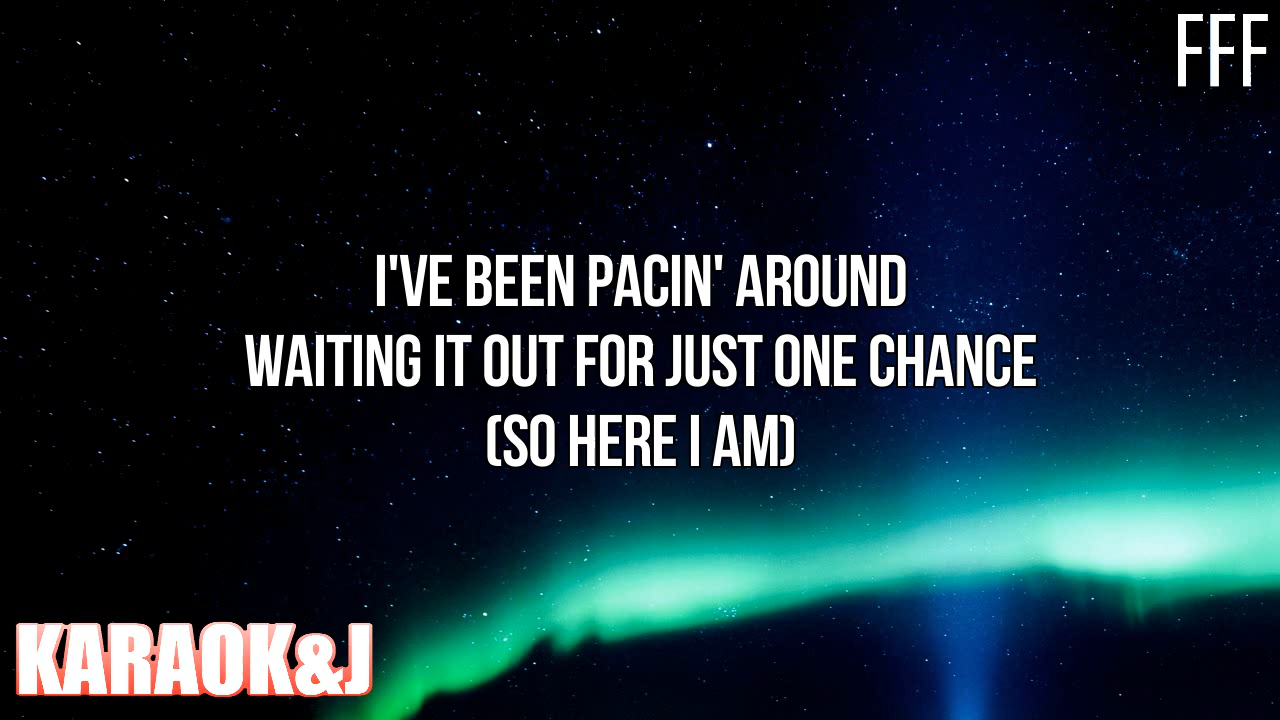 FFF
I'VE BEEN PACIN' AROUND
WAITING IT OUT FOR JUST ONE CHANCE
(SO HERE I AM)
KARAOK&J